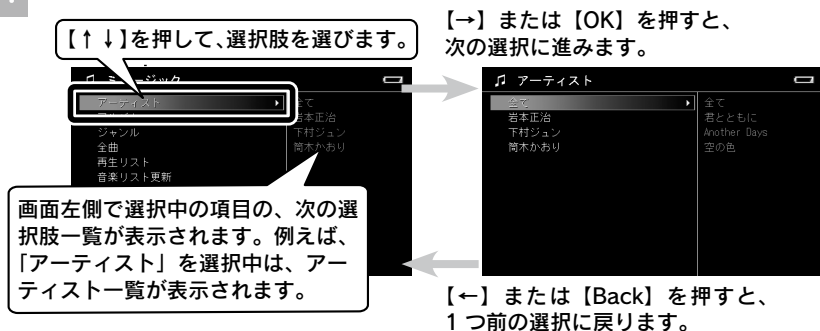 【↑↓】を押して、選択肢を選びます。
【→】または【OK】を押すと、
次の選択に進みます。
ミュージック
アーティスト
ジャンル
全曲
再生リスト
音楽リスト更新
全て
岩本正治
下村ジュン
筒木かおり
画面左側で選択中の項目の、次の選
択肢一覧が表示されます。例えば、
「アーティスト」を選択中は、アー
ティスト一覧が表示されます。
アーティスト
全て
岩本正治
下村ジュン
筒木かおり
全て
君とともに
Another Days
空の色
【←】または【Back】を押すと、
1つ前の選択に戻ります。